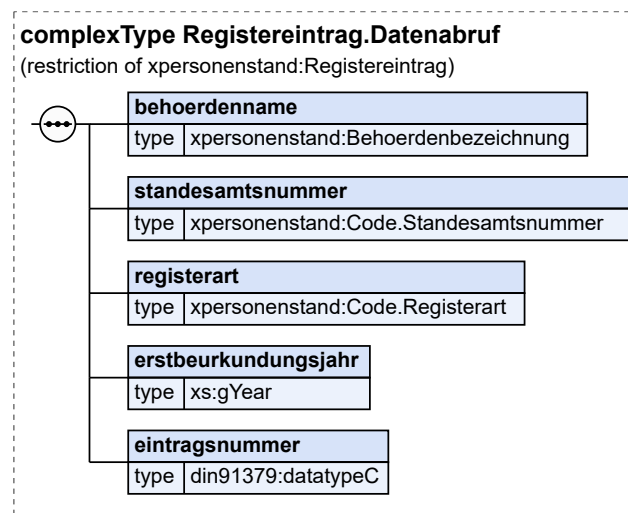 complexType Registereintrag.Datenabruf
(restriction of xpersonenstand:Registereintrag)
behoerdenname
type xpersonenstand:Behoerdenbezeichnung
standesamtsnummer
type xpersonenstand:Code.Standesamtsnummer
registerart
type xpersonenstand:Code.Registerart
erstbeurkundungsjahr
type xs:gYear
eintragsnummer
type din91379:datatypeC